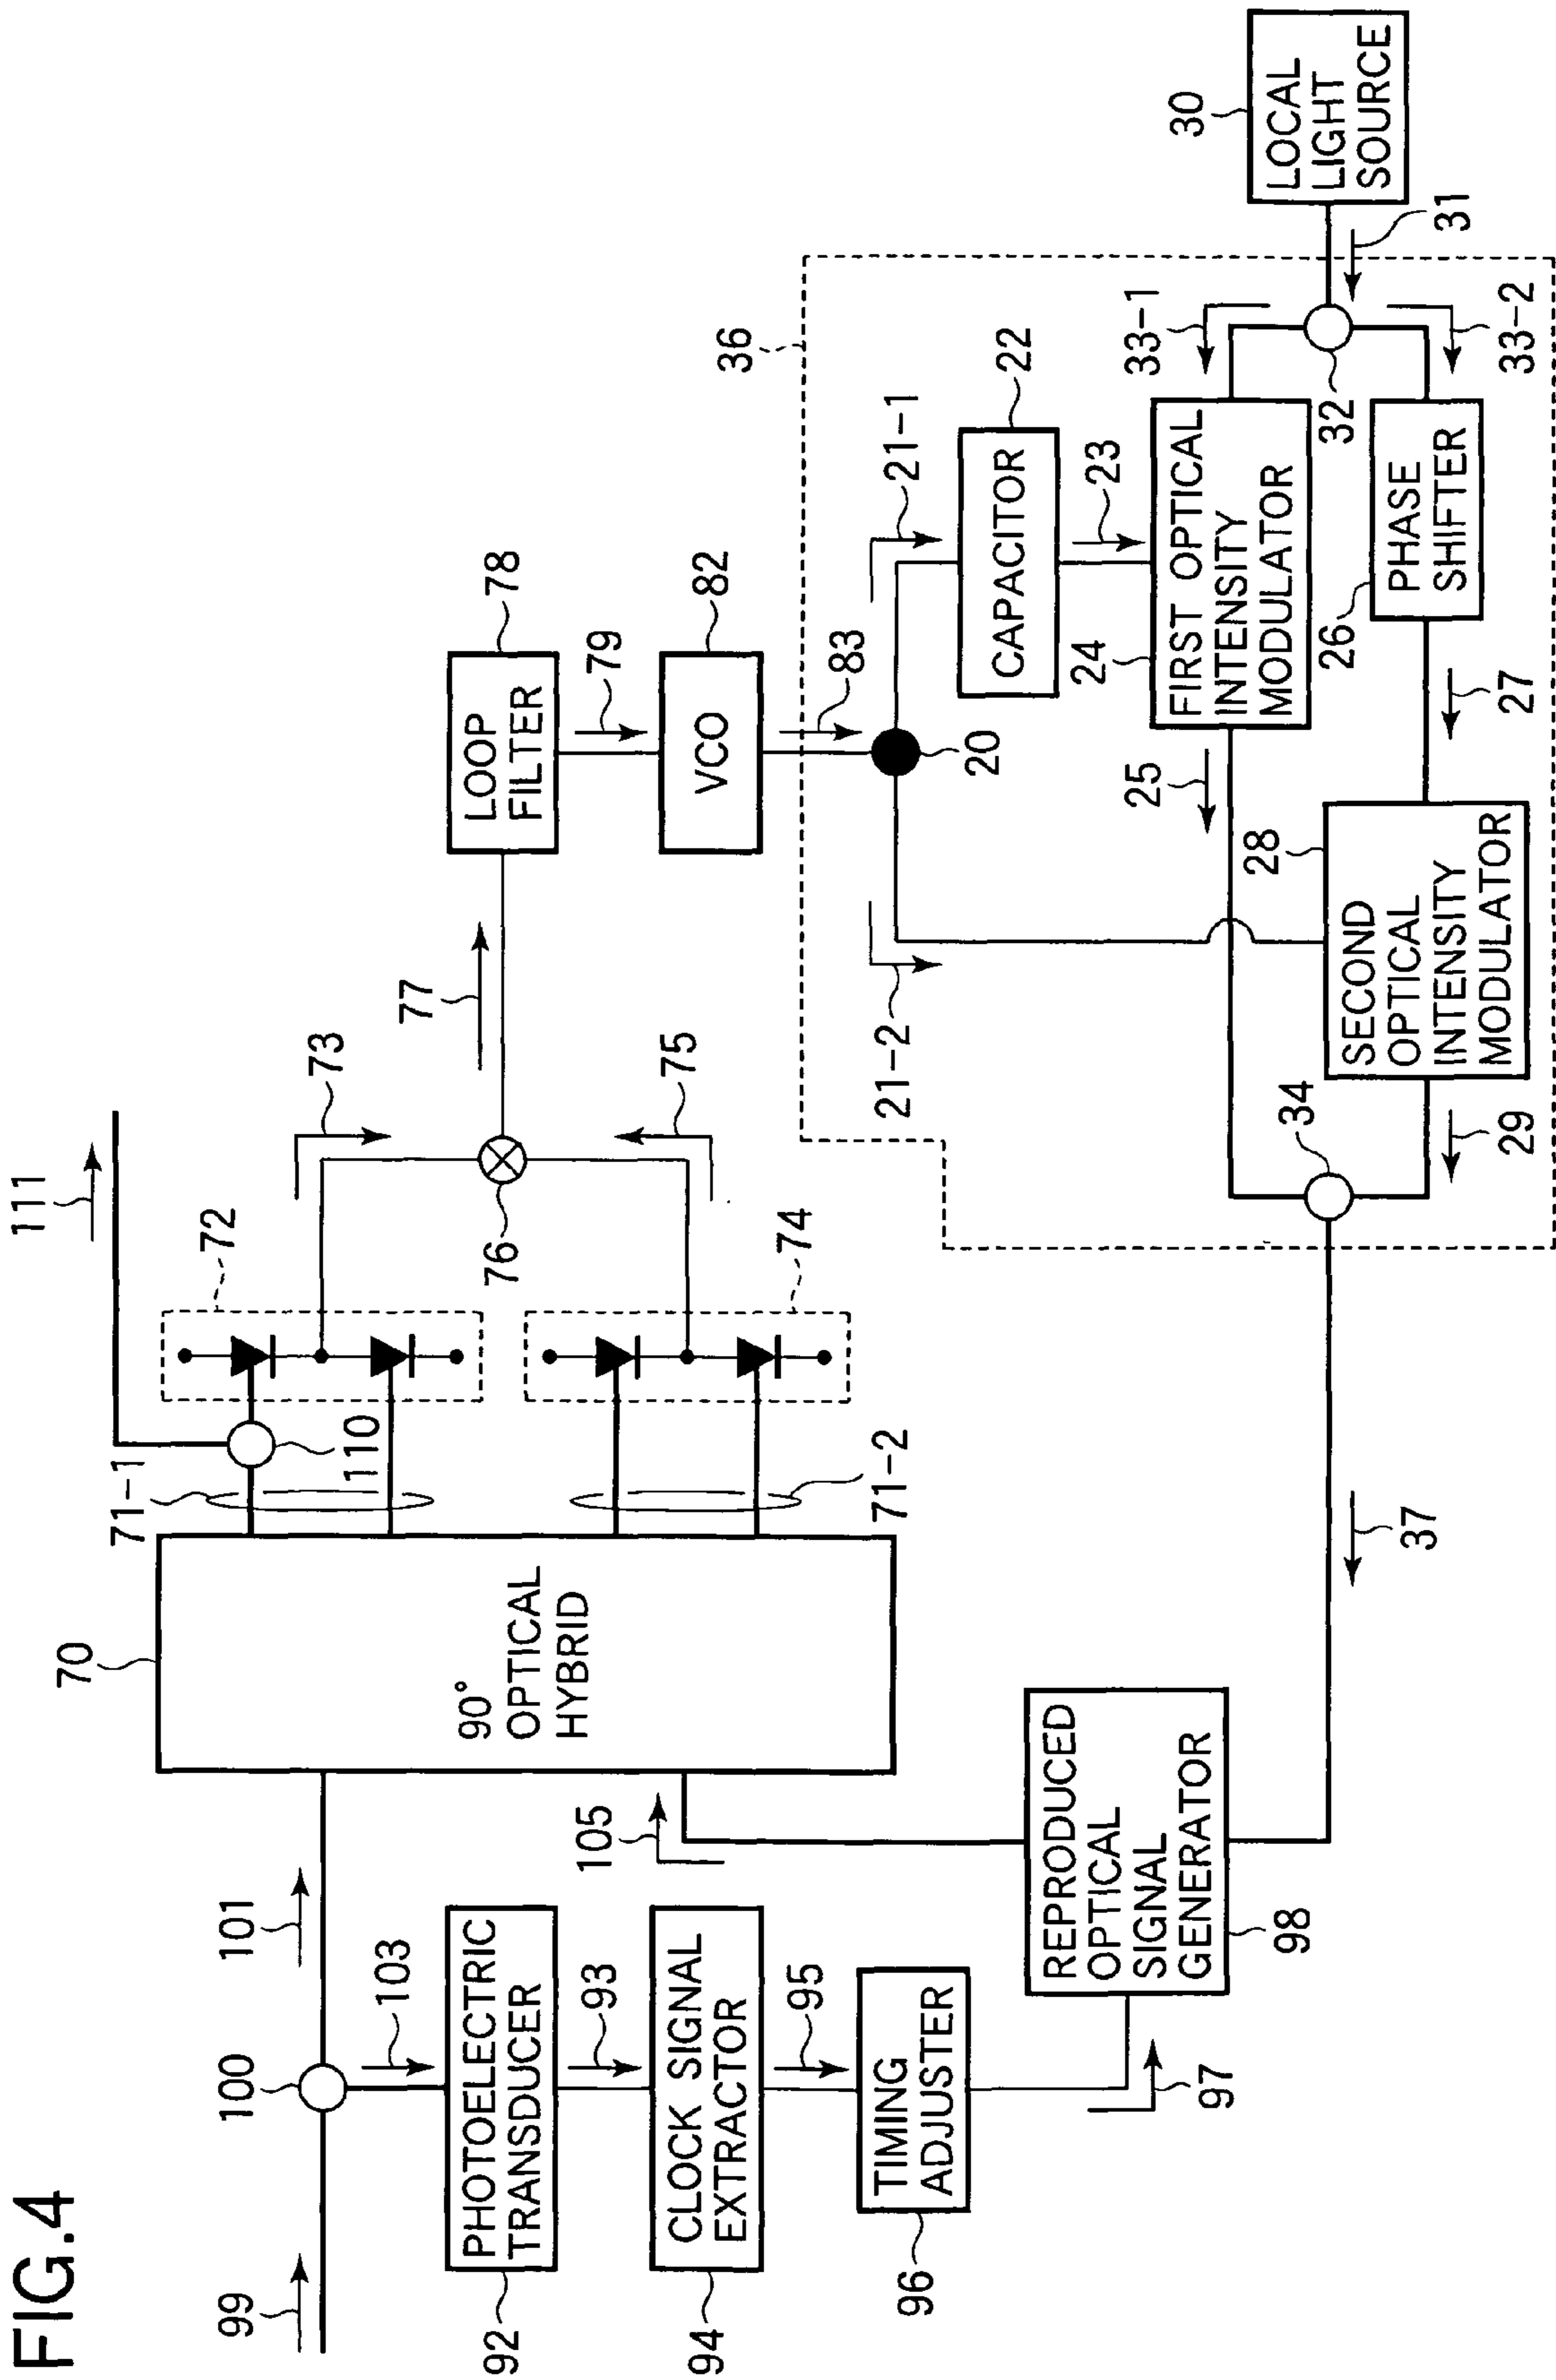 FIG.4
99
100
101
103
PHOTOELECTRIC
TRANSDUCER
92
93
CLOCK SIGNAL
EXTRACTOR
94
95
TIMING
ADJUSTER
96
97
REPRODUCED
OPTICAL
SIGNAL
GENERATOR
98
105
70
90°
OPTICAL
HYBRID
71-1
71-2
110
111
72
74
73
75
76
77
LOOP
FILTER
78
79
VCO
82
83
36
20
21-1
21-2
CAPACITOR
22
23
FIRST OPTICAL
INTENSITY
MODULATOR
24
25
PHASE
SHIFTER
26
27
SECOND
OPTICAL
INTENSITY
MODULATOR
28
29
34
37
32
33-1
33-2
31
LOCAL
LIGHT
SOURCE
30